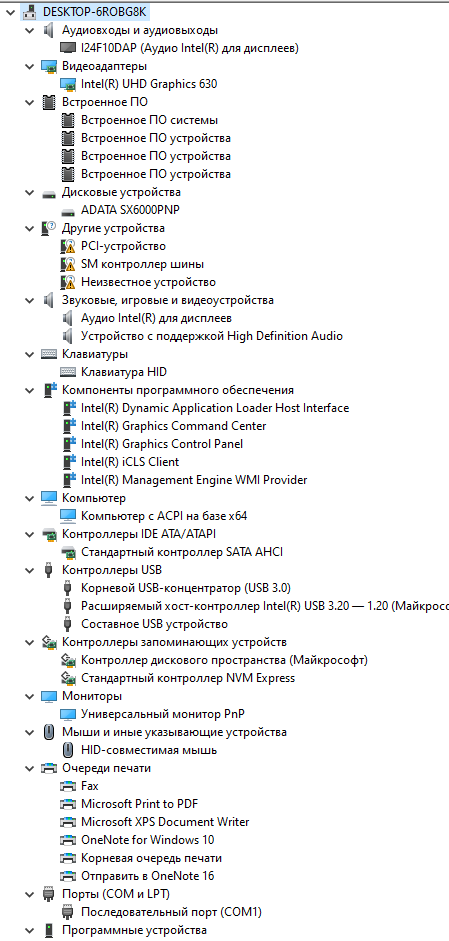 DESKTOP-6ROBG8K
Аудиовходы и аудиовыходы
I24F10DAP (Аудио Intel(R) для дисплеев)
Видеоадаптеры
Intel(R) UHD Graphics 630
Встроенное ПО
Встроенное ПО системы
Встроенное ПО устройства
Встроенное ПО устройства
Встроенное ПО устройства
Дисковые устройства
ADATA SX6000PNP
Другие устройства
PCI-устройство
SM контроллер шины
Неизвестное устройство
Звуковые, игровые и видеоустройства
Аудио Intel(R) для дисплеев
Устройство с поддержкой High Definition Audio
Клавиатуры
Клавиатура HID
Компоненты программного обеспечения
Intel(R) Dynamic Application Loader Host Interface
Intel(R) Graphics Command Center
Intel(R) Graphics Control Panel
Intel(R) iCLS Client
Intel(R) Management Engine WMI Provider
Компьютер
Компьютер с ACPI на базе x64
Контроллеры IDE ATA/ATAPI
Стандартный контроллер SATA AHCI
Контроллеры USB
Корневой USB-концентратор (USB 3.0)
Расширяемый хост-контроллер Intel(R) USB 3.20 — 1.20 (Майкросо
Составное USB устройство
Контроллеры запоминающих устройств
Контроллер дискового пространства (Майкрософт)
Стандартный контроллер NVM Express
Мониторы
Универсальный монитор PnP
Мыши и иные указывающие устройства
HID-совместимая мышь
Очереди печати
Fax
Microsoft Print to PDF
Microsoft XPS Document Writer
OneNote for Windows 10
Корневая очередь печати
Отправить в OneNote 16
Порты (COM и LPT)
Последовательный порт (COM1)
Программные устройства